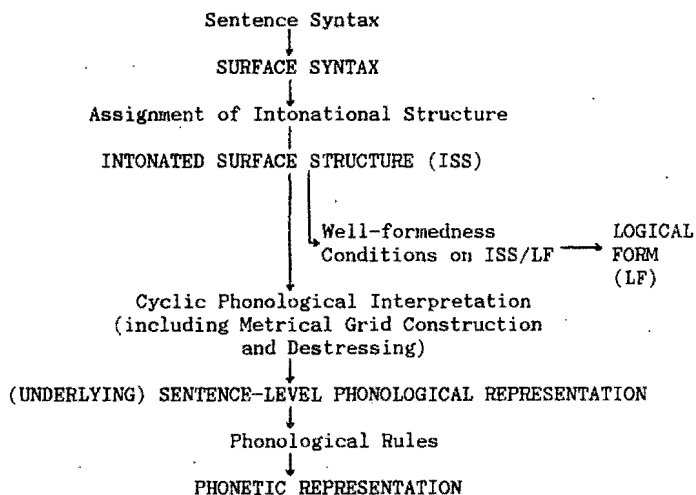 Sentence Syntax
SURFACE SYNTAX
Assignment of Intonational Structure
INTONATED SURFACE STRUCTURE (ISS)
Well-formedness
Conditions on ISS/LF
LOGICAL
FORM
(LF)
Cyclic Phonological Interpretation
(including Metrical Grid Construction
and Destressing)
(UNDERLYING) SENTENCE-LEVEL PHONOLOGICAL REPRESENTATION
Phonological Rules
PHONETIC REPRESENTATION